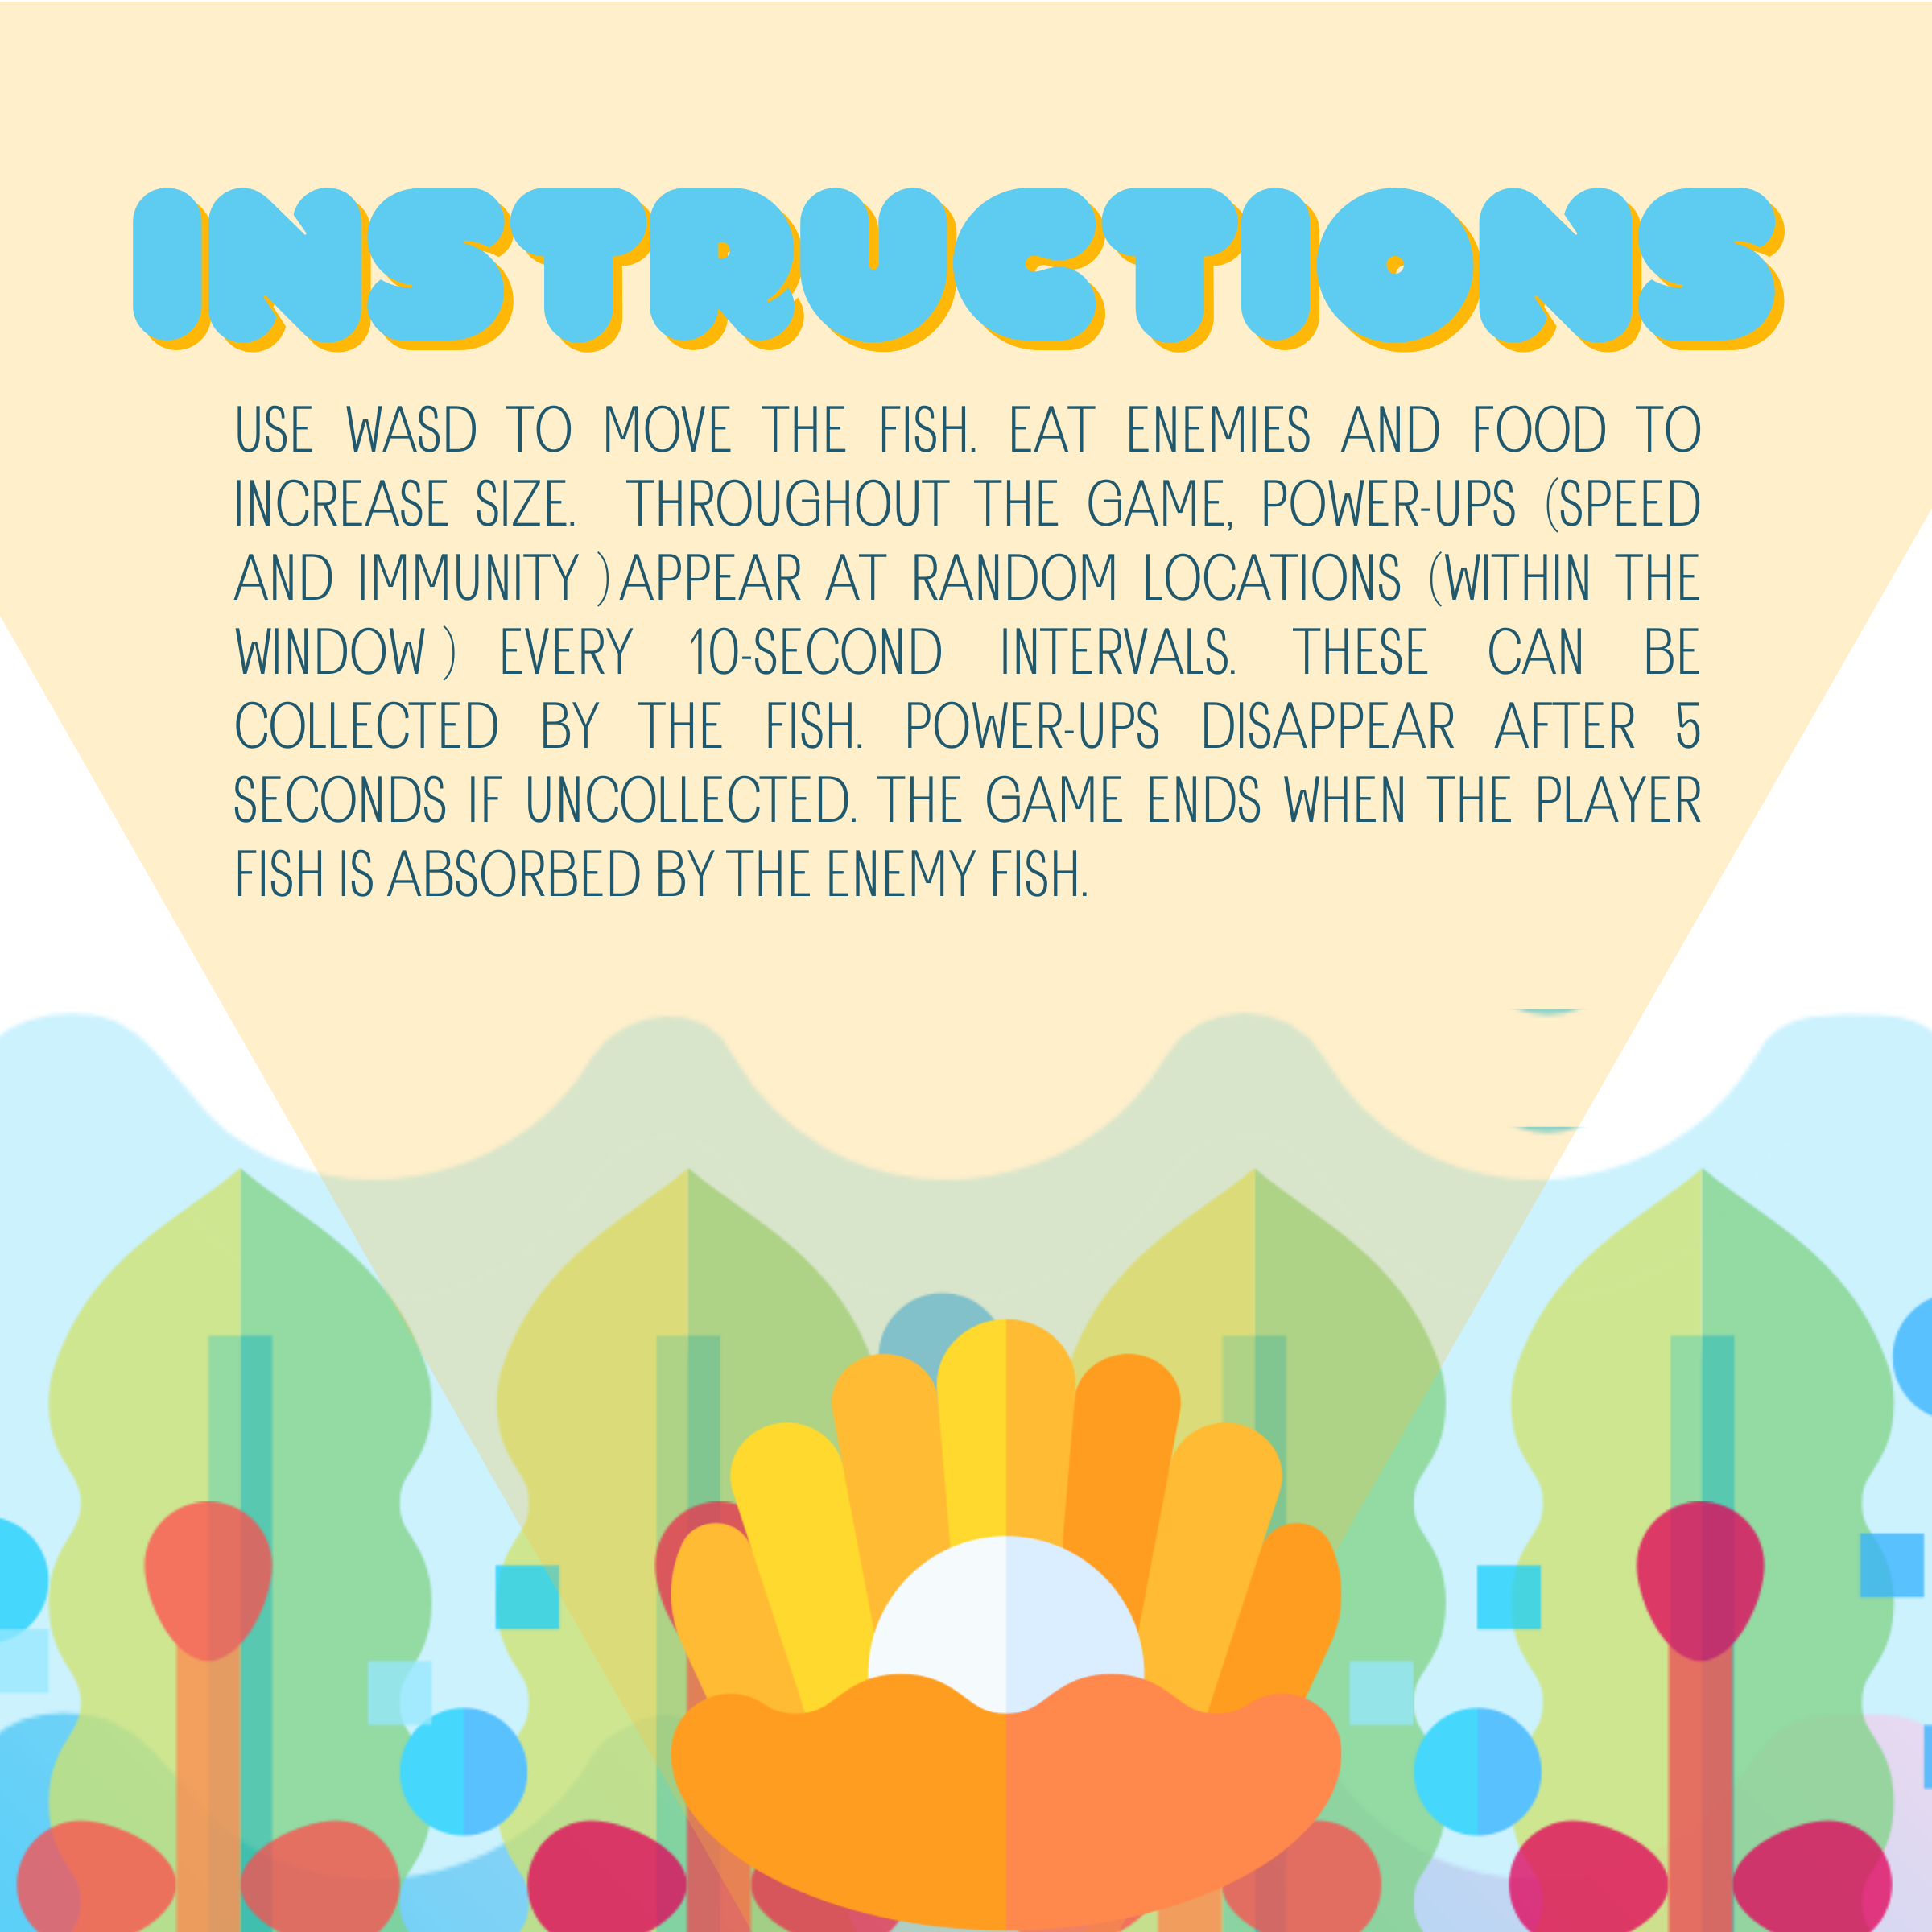 INSTRUCTIONS
USE WASD TO MOVE THE FISH. EAT ENEMIES AND FOOD TO
INCREASE SIZE. THROUGHOUT THE GAME, POWER-UPS (SPEED
AND IMMUNITY )APPEAR AT RANDOM LOCATIONS (WITHIN THE
WINDOW ) EVERY 10-SECOND INTERVALS. THESE CAN BE
COLLECTED BY THE FISH. POWER-UPS DISAPPEAR AFTER 5
SECONDS IF UNCOLLECTED. THE GAME ENDS WHEN THE PLAYER
FISH IS ABSORBED BY THE ENEMY FISH.